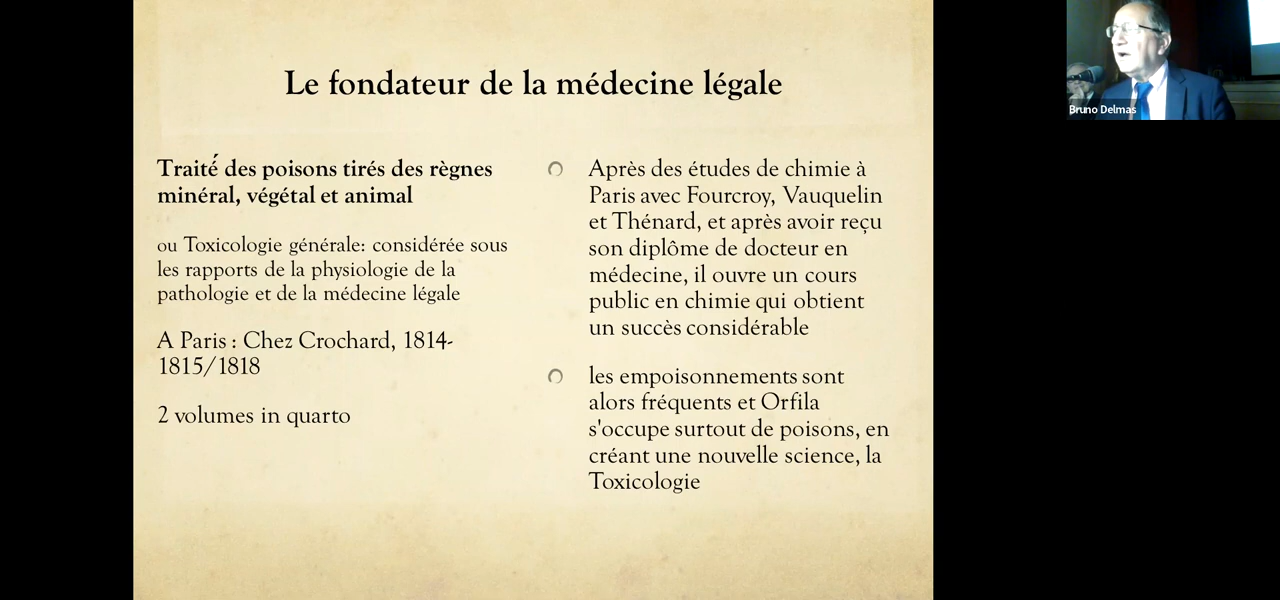 Le fondateur de la médecine légale
Traité des poisons tirés des règnes
minéral, végétal et animal
ou Toxicologie générale: considérée sous
les rapports de la physiologie de la
pathologie et de la médecine légale
A Paris : Chez Crochard, 1814-
1815/1818
2 volumes in quarto
Après des études de chimie à
Paris avec Fourcroy, Vauquelin
et Thénard, et après avoir reçu
son diplôme de docteur en
médecine, il ouvre un cours
public en chimie qui obtient
un succès considérable
les empoisonnements sont
alors fréquents et Orfila
s'occupe surtout de poisons, en
créant une nouvelle science, la
Toxicologie
Bruno Delmas